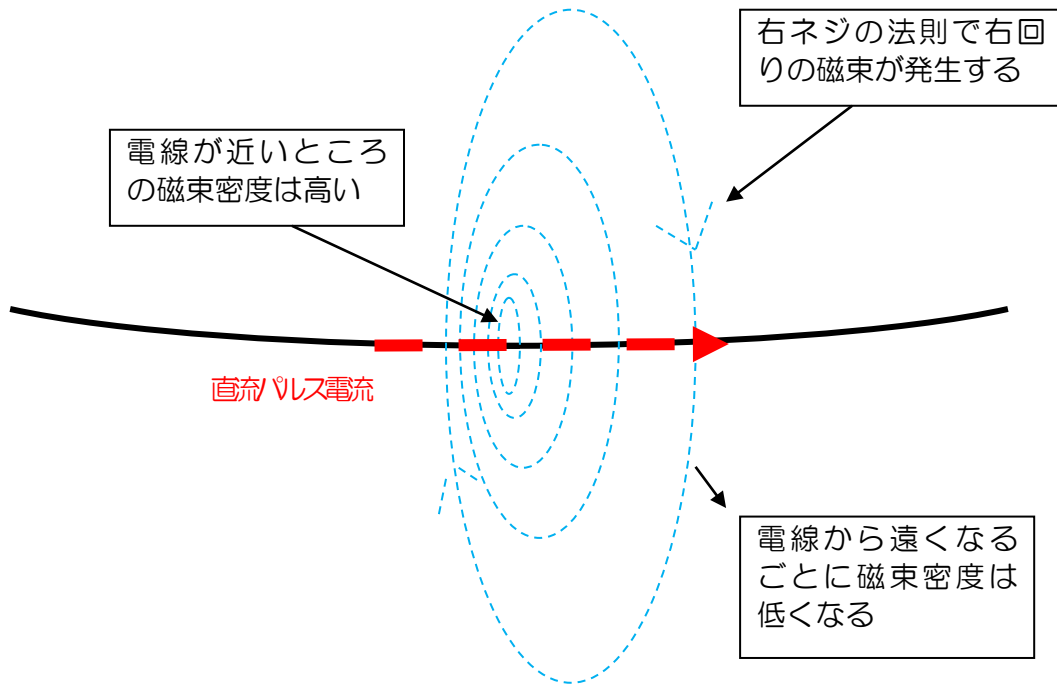 右ネジの法則で右回
りの磁束が発生する
電線が近いところ
の磁束密度は高い
直流パルス電流
電線から遠くなる
ごとに磁束密度は
低くなる